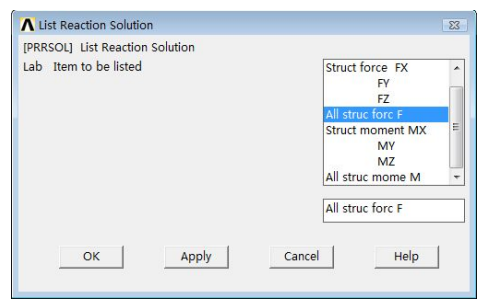 List Reaction Solution
[PRRSOL] List Reaction Solution
Lab Item to be listed
Struct force FX
FY
FZ
All struc forc F
Struct moment MX
MY
MZ
All struc mome M
All struc forc F
OK Apply Cancel Help